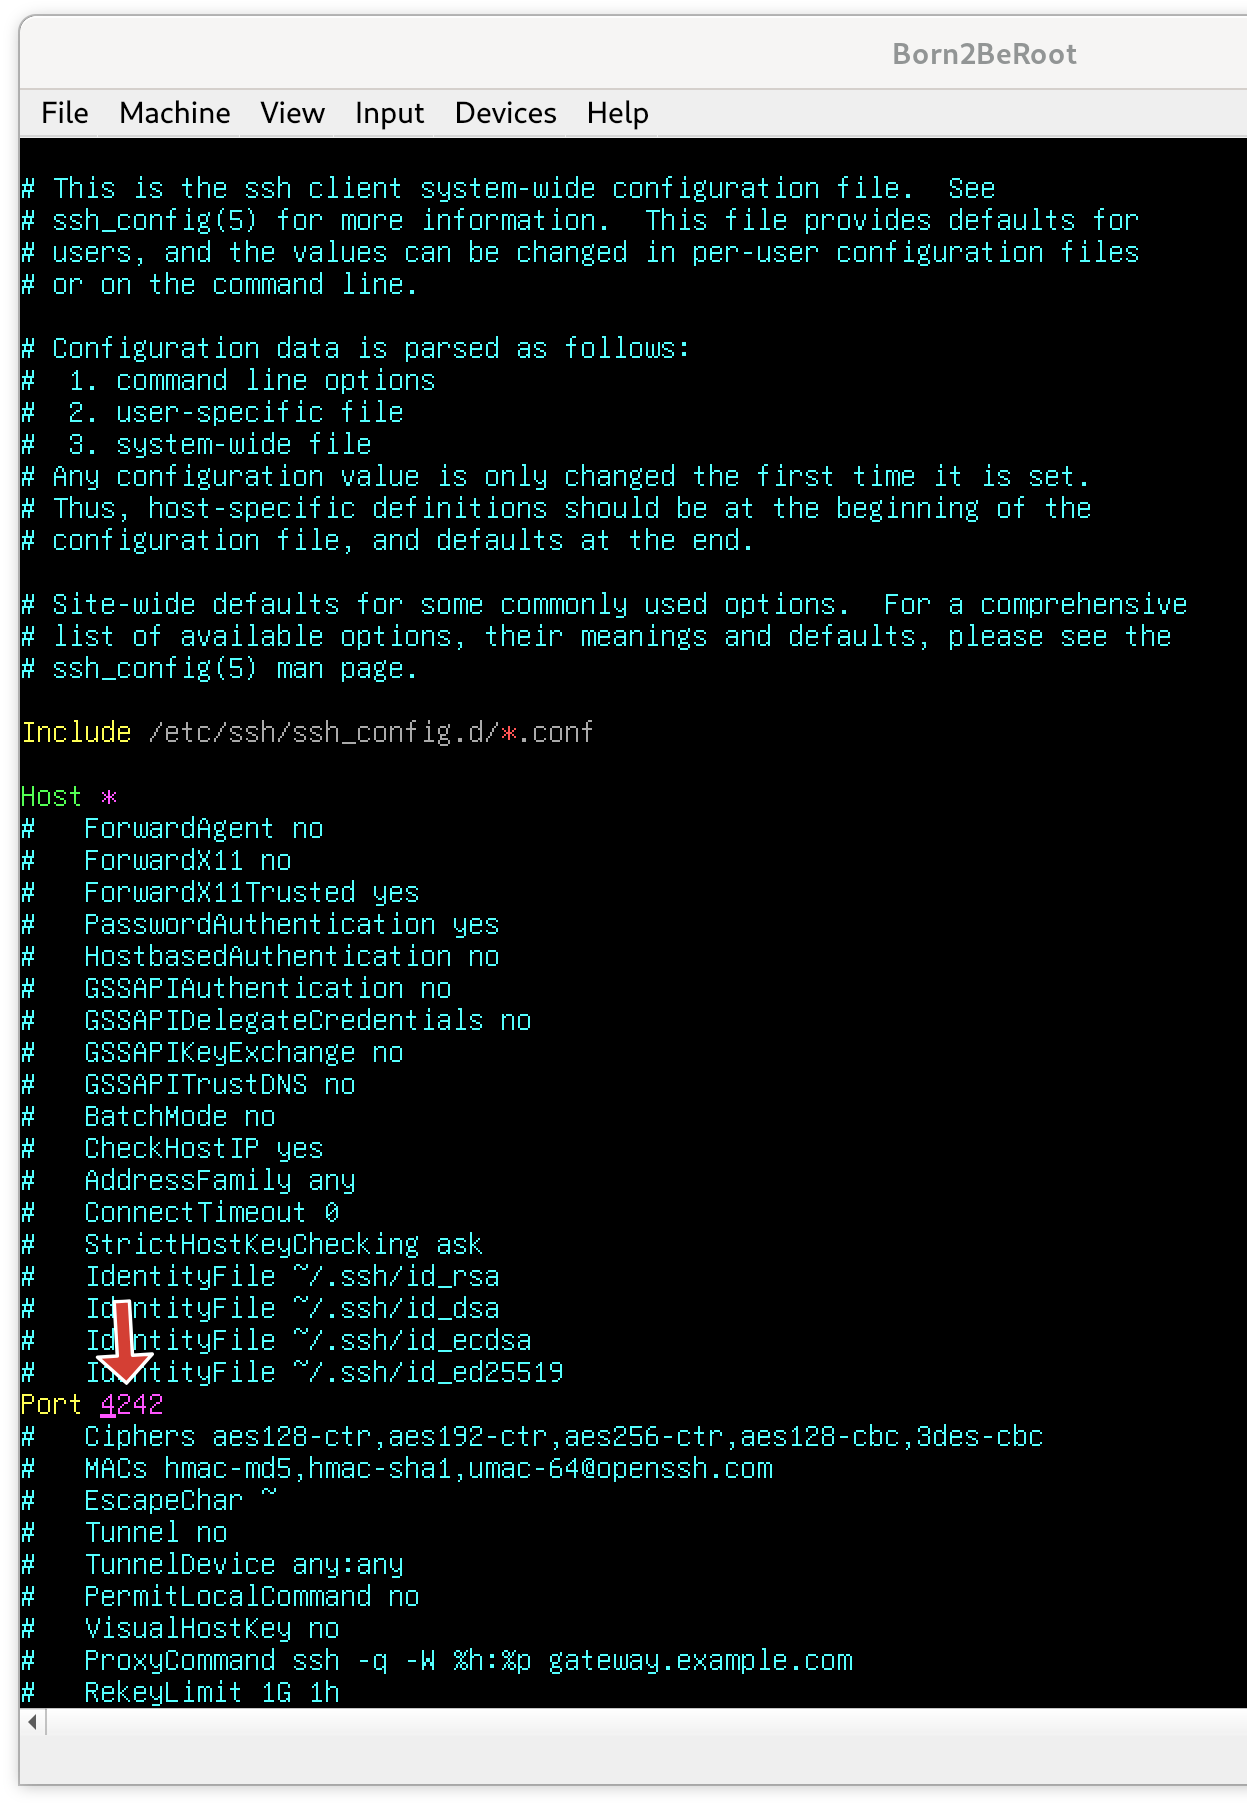 Born2BeRoot
File Machine View Input Devices Help
# This is the ssh client system-wide configuration file.  See
# ssh_config(5) for more information.  This file provides defaults for
# users, and the values can be changed in per-user configuration files
# or on the command line.
# Configuration data is parsed as follows:
#  1. command line options
#  2. user-specific file
#  3. system-wide file
# Any configuration value is only changed the first time it is set.
# Thus, host-specific definitions should be at the beginning of the
# configuration file, and defaults at the end.
# Site-wide defaults for some commonly used options.  For a comprehensive
# list of available options, their meanings and defaults, please see the
# ssh_config(5) man page.
Include /etc/ssh/ssh_config.d/*.conf
Host *
#   ForwardAgent no
#   ForwardX11 no
#   ForwardX11Trusted yes
#   PasswordAuthentication yes
#   HostbasedAuthentication no
#   GSSAPIAuthentication no
#   GSSAPIDelegateCredentials no
#   GSSAPIKeyExchange no
#   GSSAPITrustDNS no
#   BatchMode no
#   CheckHostIP yes
#   AddressFamily any
#   ConnectTimeout 0
#   StrictHostKeyChecking ask
#   IdentityFile ~/.ssh/id_rsa
#   IdentityFile ~/.ssh/id_dsa
#   IdentityFile ~/.ssh/id_ecdsa
#   IdentityFile ~/.ssh/id_ed25519
Port 4242
#   Ciphers aes128-ctr,aes192-ctr,aes256-ctr,aes128-cbc,3des-cbc
#   MACs hmac-md5,hmac-sha1,umac-64@openssh.com
#   EscapeChar ~
#   Tunnel no
#   TunnelDevice any:any
#   PermitLocalCommand no
#   VisualHostKey no
#   ProxyCommand ssh -q -W %h:%p gateway.example.com
#   RekeyLimit 1G 1h